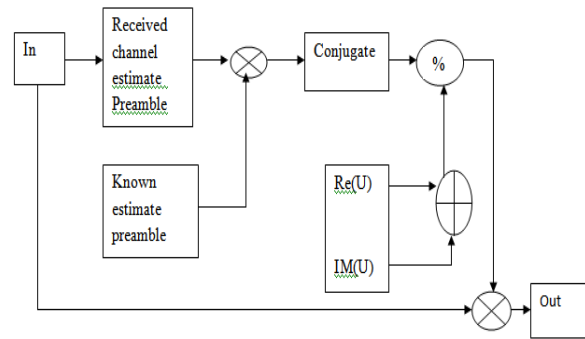 In
Received
channel
estimate
Preamble
Conjugate
%
Known
estimate
preamble
Re(U)
IM(U)
Out